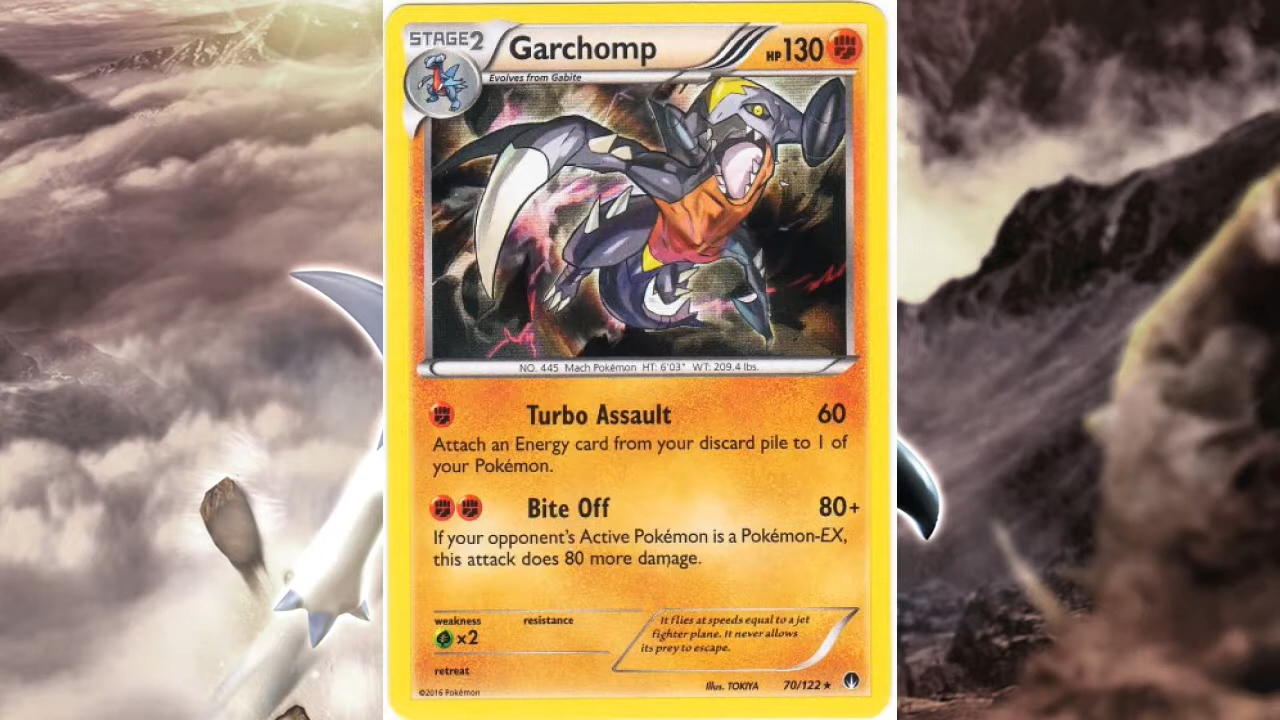 STAGE2
Garchomp
HP130
Evolves from Gabite
NO. 445 Mach Pokémon HT: 6'03" WT: 209.4 lbs.
Turbo Assault 60
Attach an Energy card from your discard pile to 1 of
your Pokémon.
Bite Off 80+
If your opponent's Active Pokémon is a Pokémon-EX,
this attack does 80 more damage.
weakness resistance
×2
It flies at speeds equal to a jet
fighter plane. It never allows
its prey to escape.
retreat
©2016 Pokémon
Illus. TOKIYA 70/122